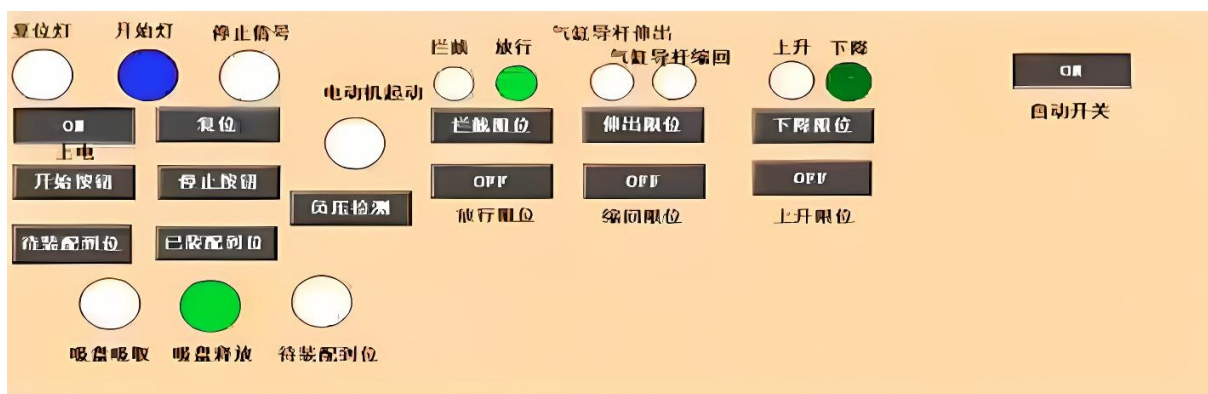 复位灯 开始灯 停止信号
拦截 放行
气缸导杆伸出
气缸导杆缩回
上升 下降
ON
自动开关
电动机起动
ON
上电
复位
拦截限位
伸出限位
下降限位
开始按钮
停止按钮
OFF
OFF
OFF
负压检测
放行限位
缩回限位
上升限位
待装配到位
已装配到位
吸盘吸取 吸盘释放 待装配到位